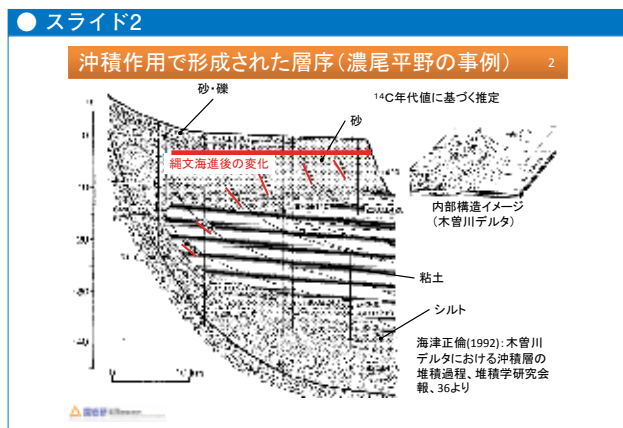 ● スライド2
沖積作用で形成された層序(濃尾平野の事例)
2
砂・礫
¹⁴C年代値に基づく推定
砂
縄文海進後の変化
内部構造イメージ
(木曽川デルタ)
粘土
シルト
海津正倫(1992):木曽川
デルタにおける沖積層の
堆積過程、堆積学研究会
報、36より